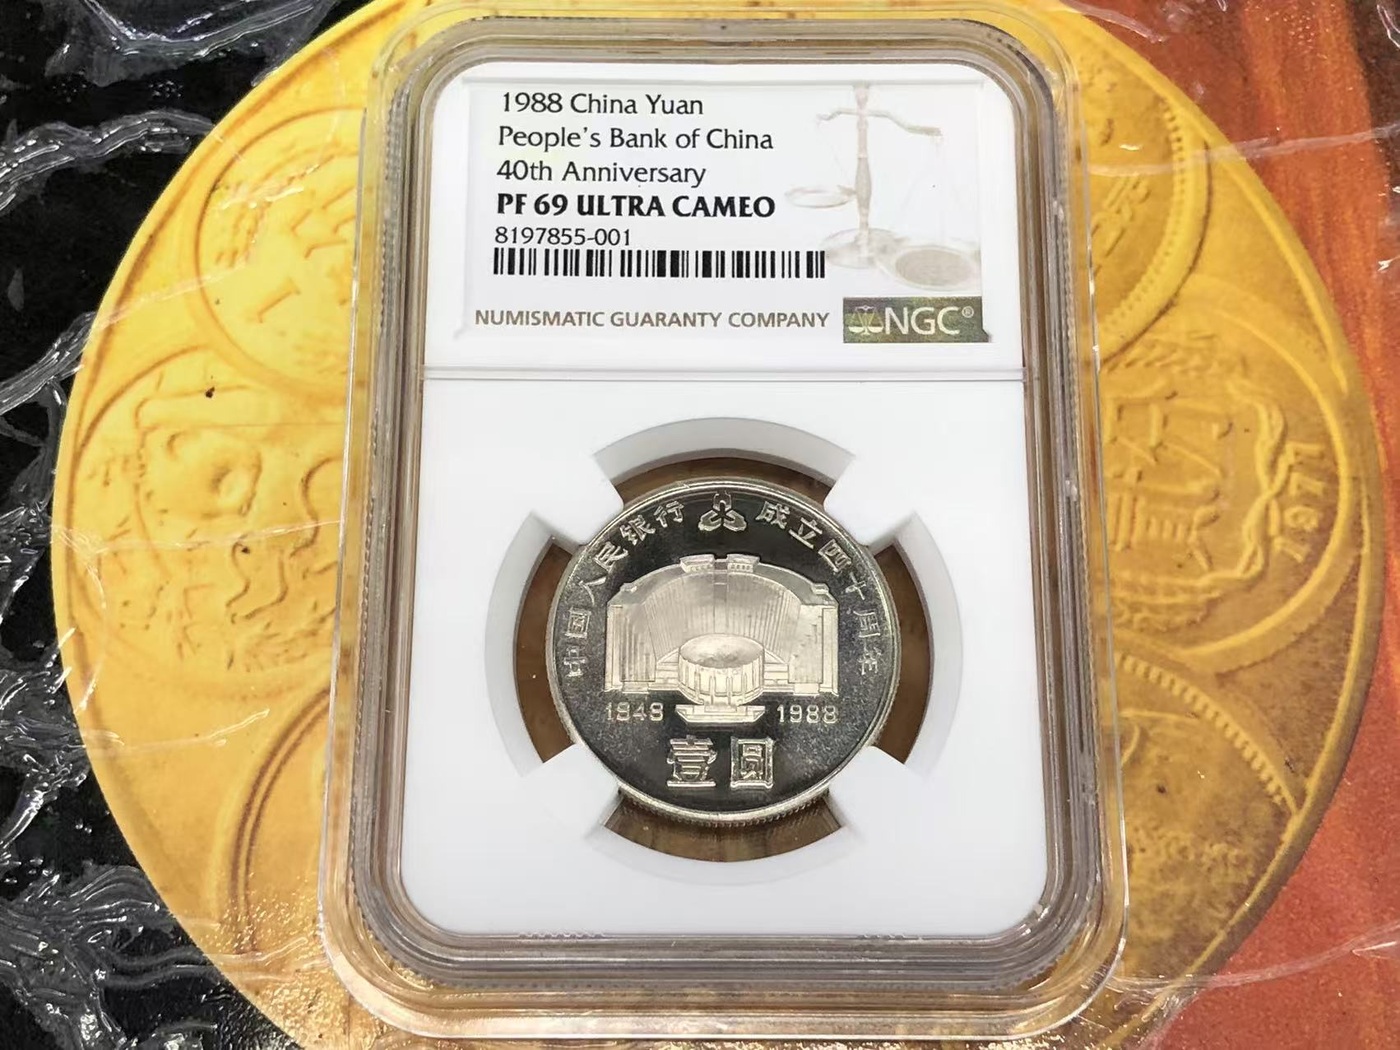 1988 China Yuan
People's Bank of China
40th Anniversary
PF 69 ULTRA CAMEO
8197855-001
NUMISMATIC GUARANTY COMPANY
NGC®
中国人民银行 成立四十周年
1948 1988
壹圆
1977